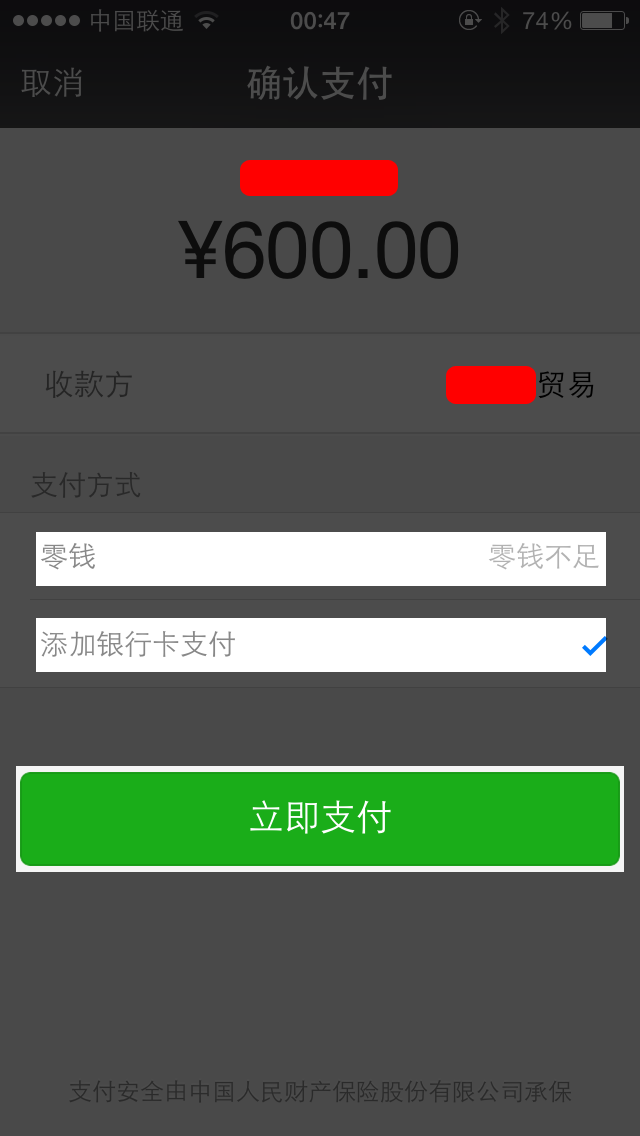 中国联通 00:47 74%
取消 确认支付
¥600.00
收款方 贸易
支付方式
零钱 零钱不足
添加银行卡支付
立即支付
支付安全由中国人民财产保险股份有限公司承保